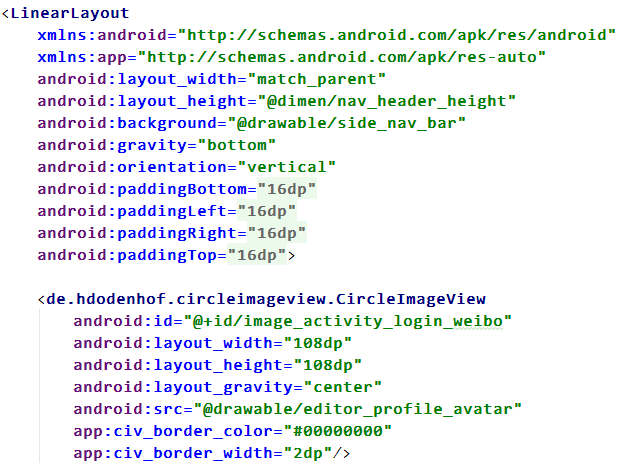 <LinearLayout
xmlns:android="http://schemas.android.com/apk/res/android"
xmlns:app="http://schemas.android.com/apk/res-auto"
android:layout_width="match_parent"
android:layout_height="@dimen/nav_header_height"
android:background="@drawable/side_nav_bar"
android:gravity="bottom"
android:orientation="vertical"
android:paddingBottom="16dp"
android:paddingLeft="16dp"
android:paddingRight="16dp"
android:paddingTop="16dp">
<de.hdodenhof.circleimageview.CircleImageView
android:id="@+id/image_activity_login_weibo"
android:layout_width="108dp"
android:layout_height="108dp"
android:layout_gravity="center"
android:src="@drawable/editor_profile_avatar"
app:civ_border_color="#00000000"
app:civ_border_width="2dp"/>